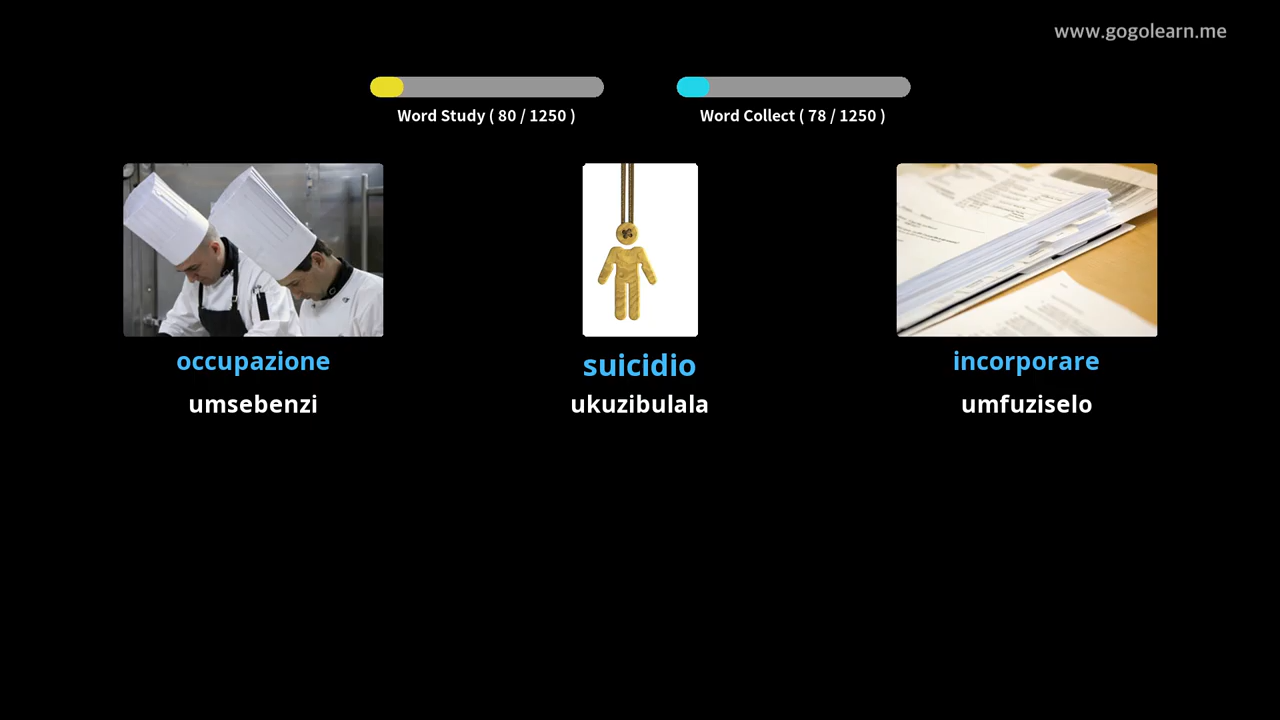 www.gogolearn.me
Word Study ( 80 / 1250 )
Word Collect ( 78 / 1250 )
occupazione
suicidio
incorporare
umsebenzi
ukuzibulala
umfuziselo